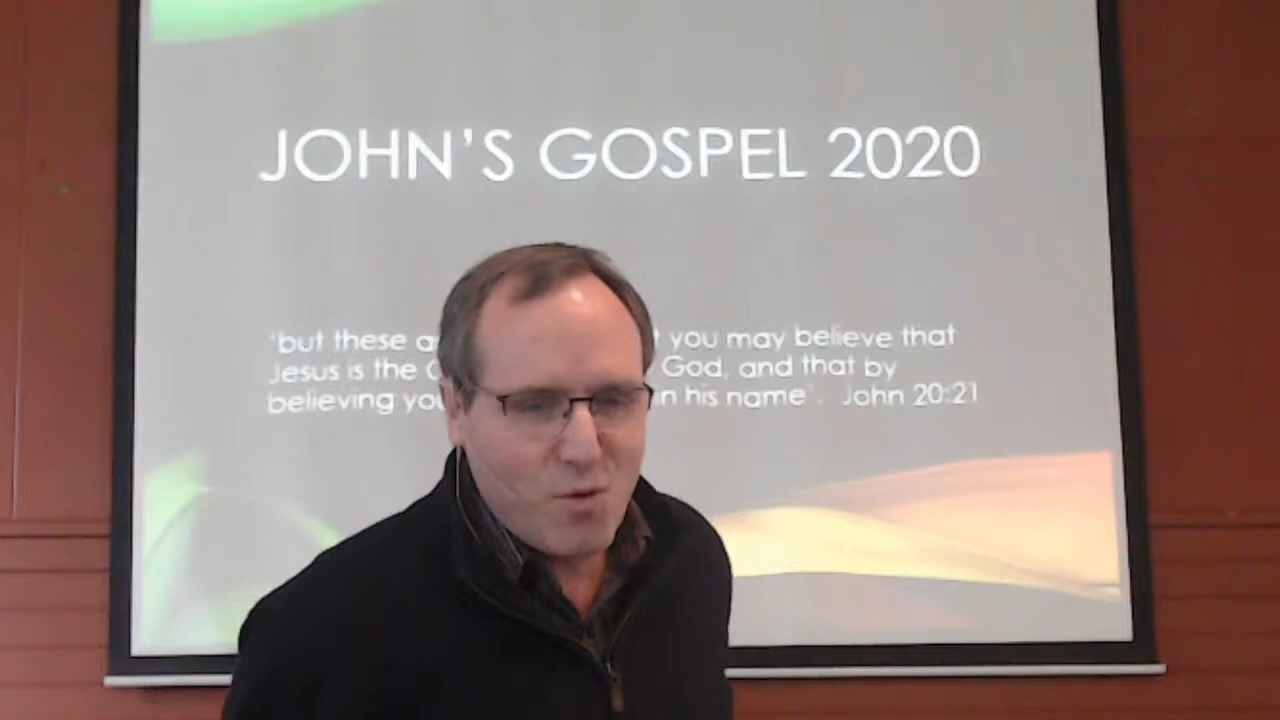 JOHN'S GOSPEL 2020
'but these a you may believe that
Jesus is the God, and that by
believing you in his name'. John 20:21